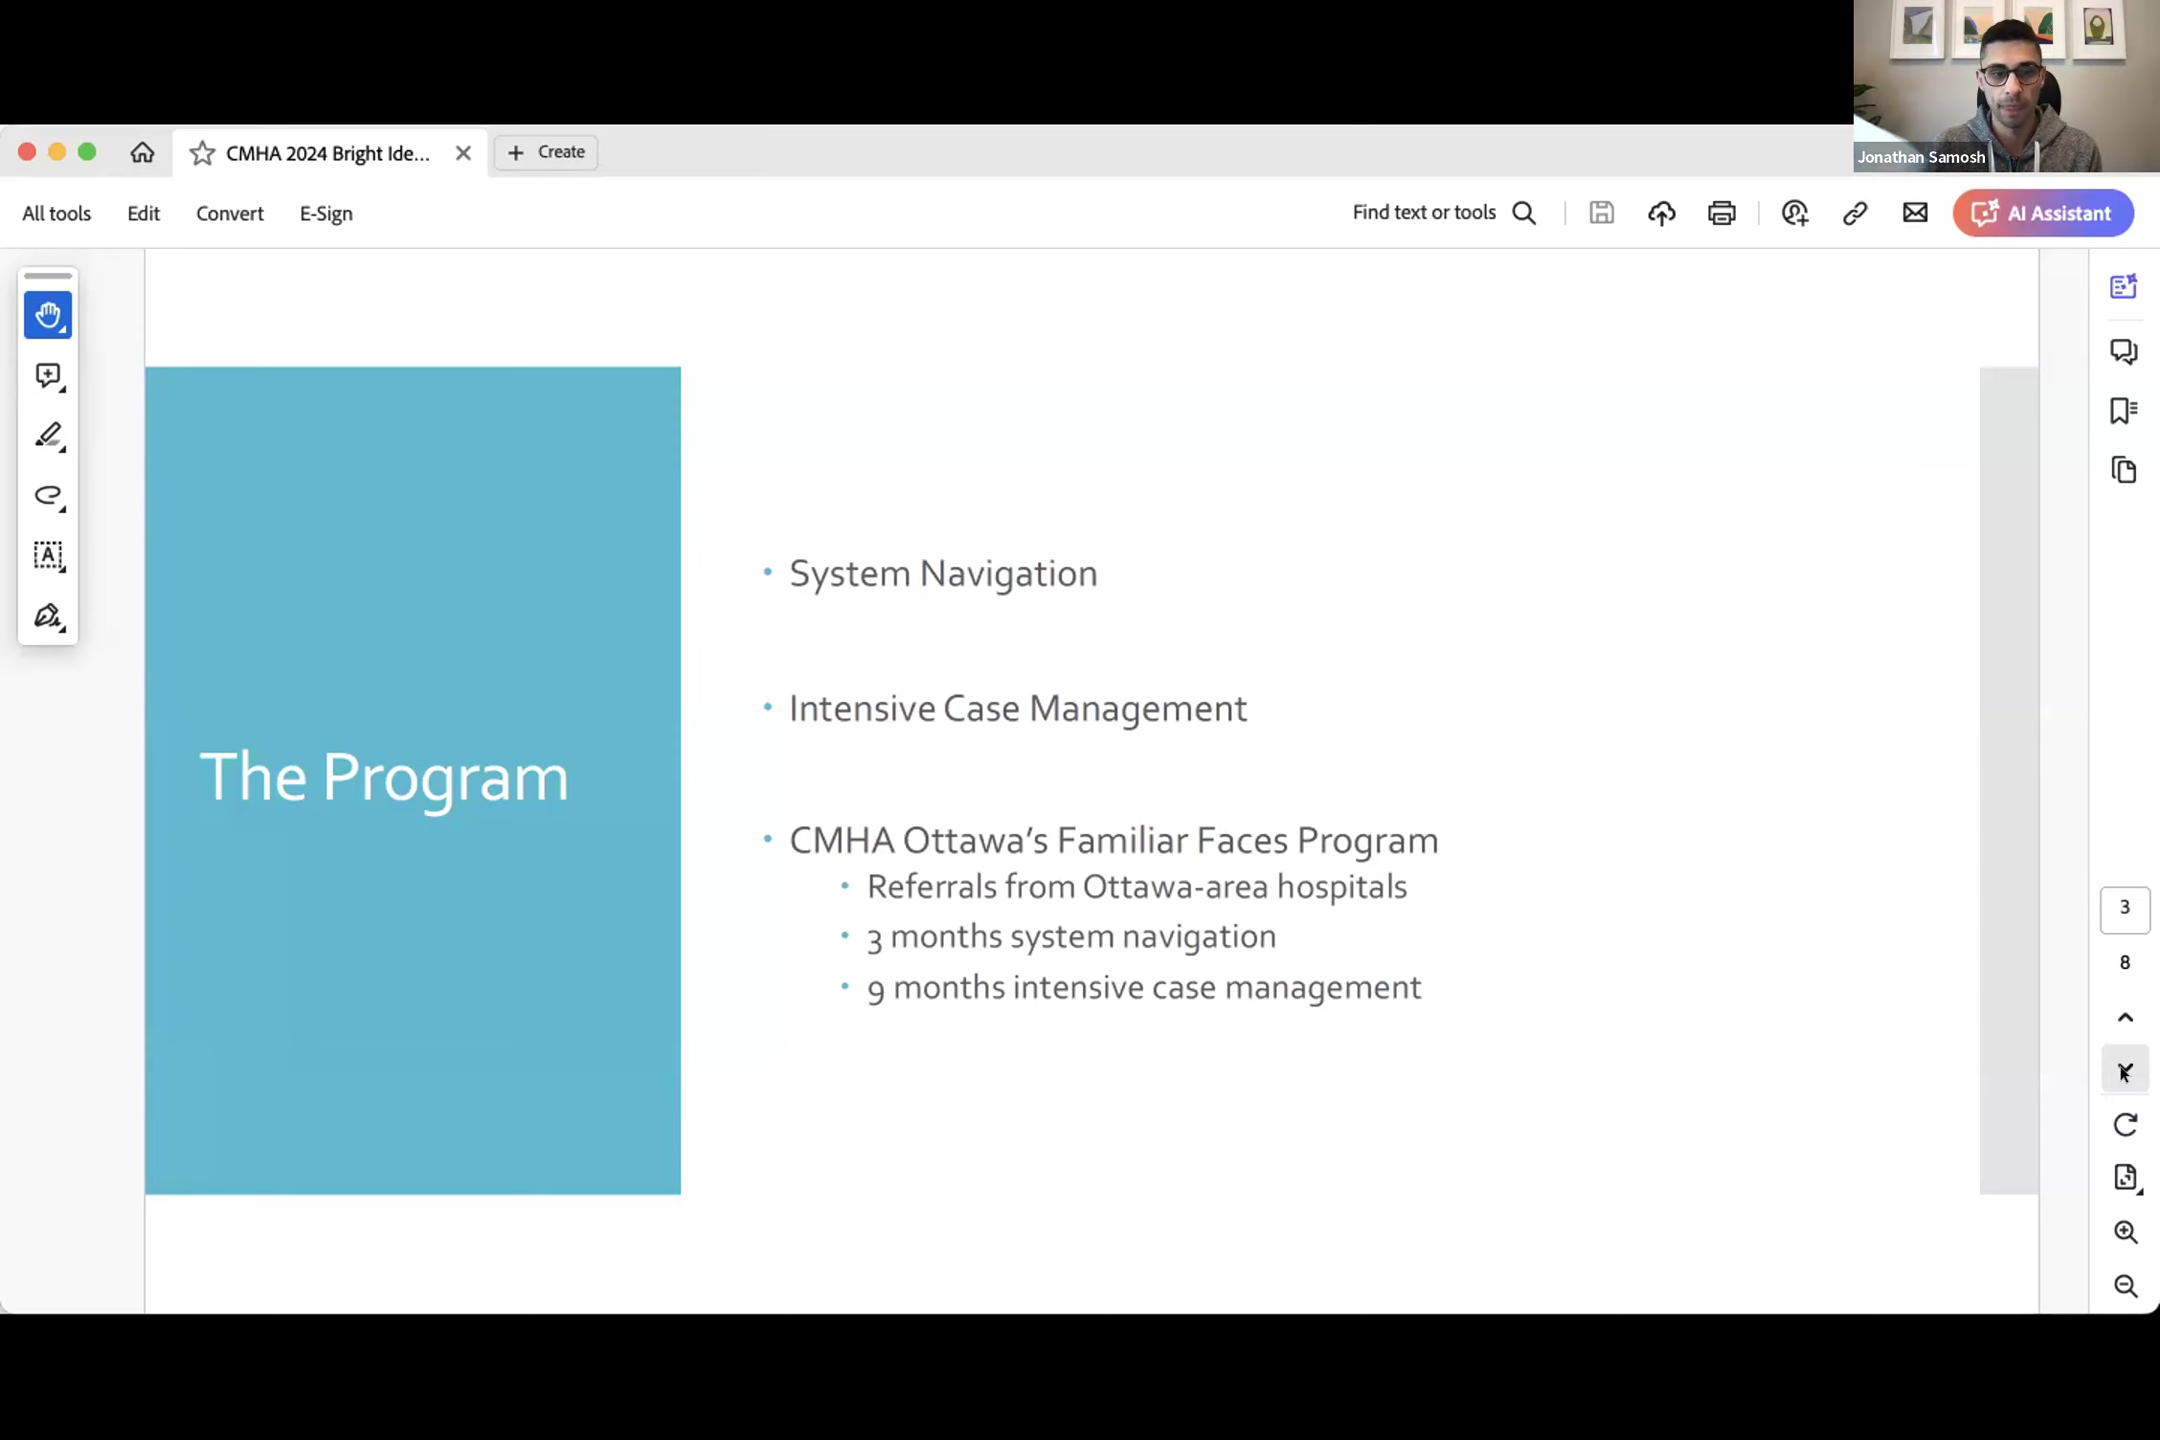 Jonathan Samosh
CMHA 2024 Bright Ide...
Create
All tools
Edit
Convert
E-Sign
Find text or tools
AI Assistant
The Program
• System Navigation
• Intensive Case Management
• CMHA Ottawa's Familiar Faces Program
• Referrals from Ottawa-area hospitals
• 3 months system navigation
• 9 months intensive case management
3
8